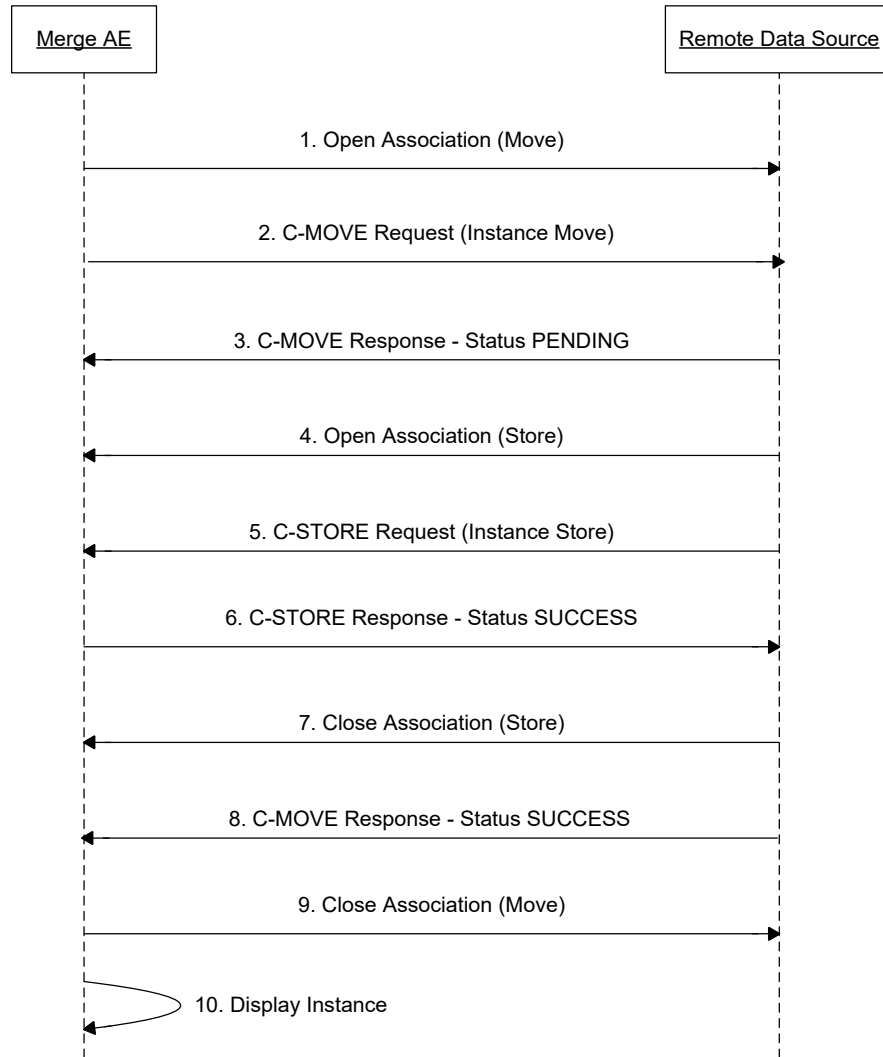 Merge AE
Remote Data Source
1. Open Association (Move)
2. C-MOVE Request (Instance Move)
3. C-MOVE Response - Status PENDING
4. Open Association (Store)
5. C-STORE Request (Instance Store)
6. C-STORE Response - Status SUCCESS
7. Close Association (Store)
8. C-MOVE Response - Status SUCCESS
9. Close Association (Move)
10. Display Instance